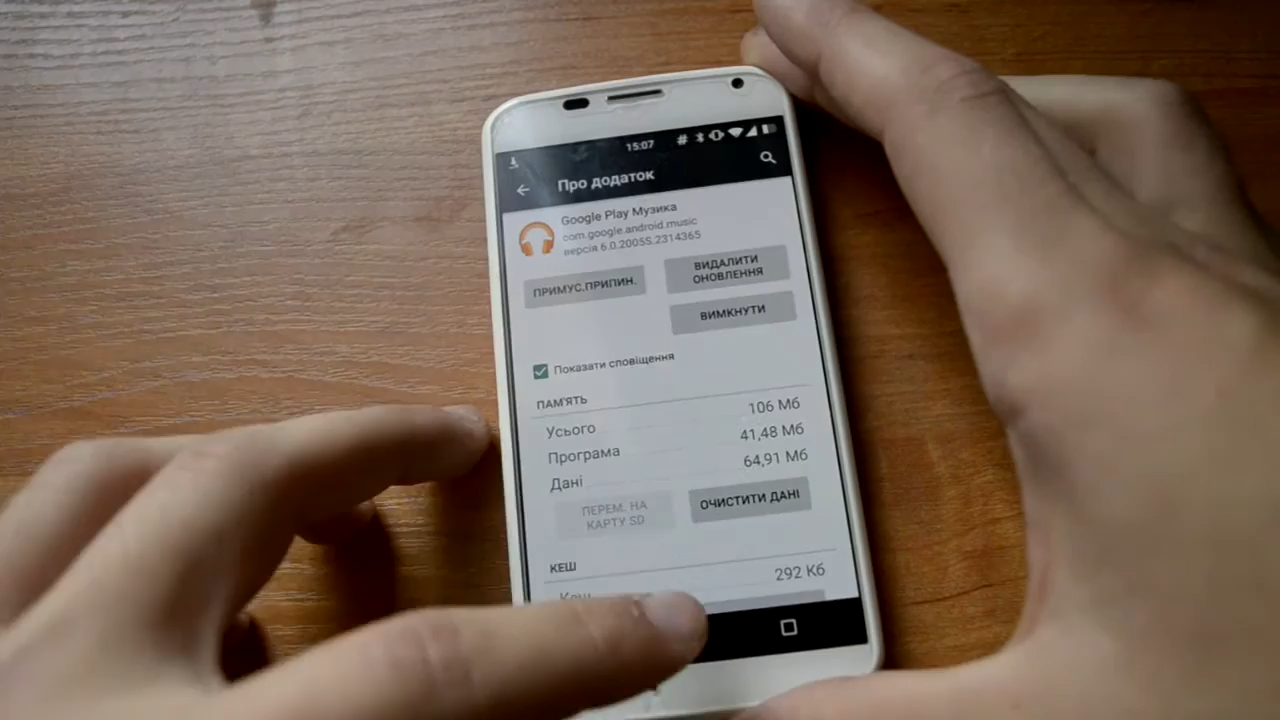 15:07
Про додаток
Google Play Музика
com.google.android.music
версія 6.0.2005S.2314365
ПРИМУС.ПРИПИН.
ВИДАЛИТИ
ОНОВЛЕННЯ
ВИМКНУТИ
Показати сповіщення
ПАМ'ЯТЬ
Усього 106 Мб
Програма 41,48 Мб
Дані 64,91 Мб
ПЕРЕМ. НА
КАРТУ SD
ОЧИСТИТИ ДАНІ
КЕШ
Кеш 292 Кб